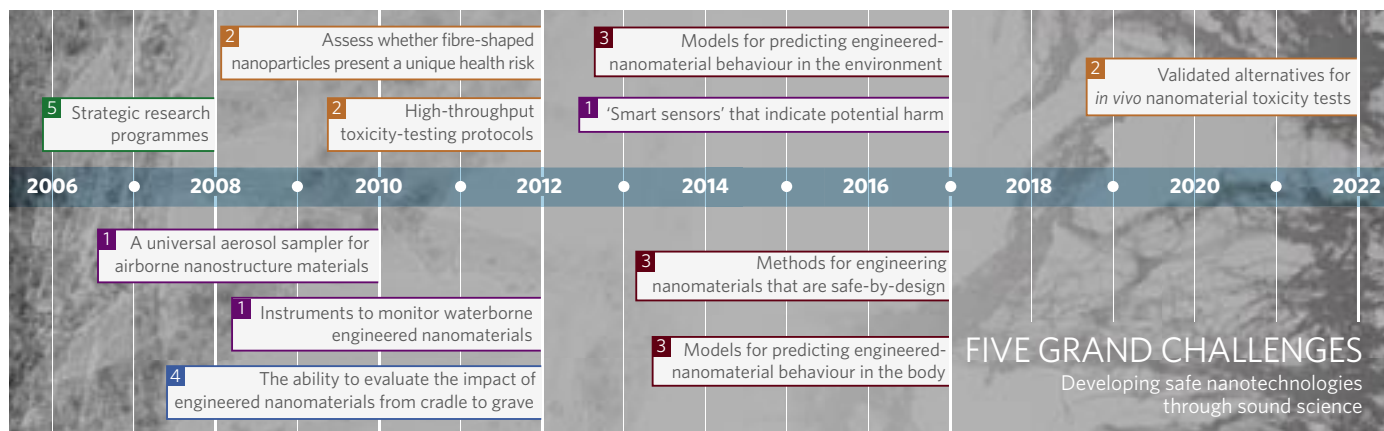 2
Assess whether fibre-shaped
nanoparticles present a unique health risk
3
Models for predicting engineered-
nanomaterial behaviour in the environment
2
Validated alternatives for
in vivo nanomaterial toxicity tests
5
Strategic research
programmes
2
High-throughput
toxicity-testing protocols
1
‘Smart sensors’ that indicate potential harm
2006 2008 2010 2012 2014 2016 2018 2020 2022
1
A universal aerosol sampler for
airborne nanostructure materials
3
Methods for engineering
nanomaterials that are safe-by-design
1
Instruments to monitor waterborne
engineered nanomaterials
3
Models for predicting engineered-
nanomaterial behaviour in the body
4
The ability to evaluate the impact of
engineered nanomaterials from cradle to grave
FIVE GRAND CHALLENGES
Developing safe nanotechnologies
through sound science